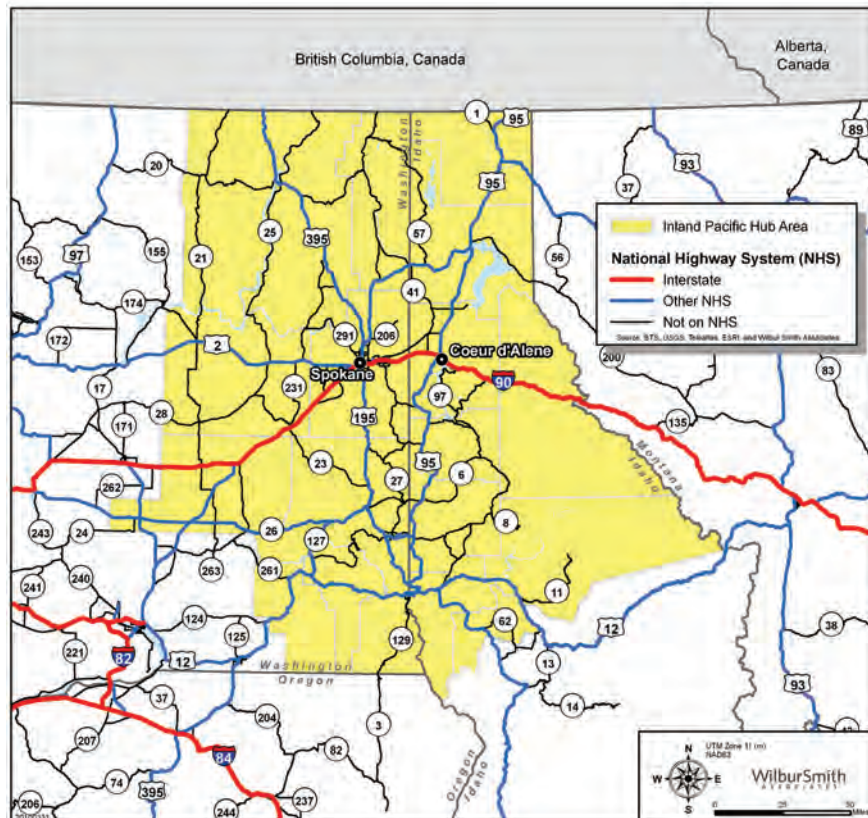 British Columbia, Canada
Alberta,
Canada
Washington
Idaho
1
95
89
93
20
37
95
25
57
395
21
56
153
97
155
41
174
291
206
172
2
Coeur d'Alene
Spokane
200
90
83
17
231
97
28
195
135
171
95
23
6
27
Montana
Idaho
262
8
243
24
26
127
263
261
240
11
241
124
62
12
38
125
129
221
82
12
13
Washington
Oregon
93
37
14
204
3
207
82
84
Oregon
Idaho
74
395
206
244
237
Inland Pacific Hub Area
National Highway System (NHS)
Interstate
Other NHS
Not on NHS
Source: BTS, USGS, TeleAtlas, ESRI, and Wilbur Smith Associates
N
W
E
S
UTM Zone 11 (m)
NAD83
WilburSmith
ASSOCIATES
0
25
50
Miles